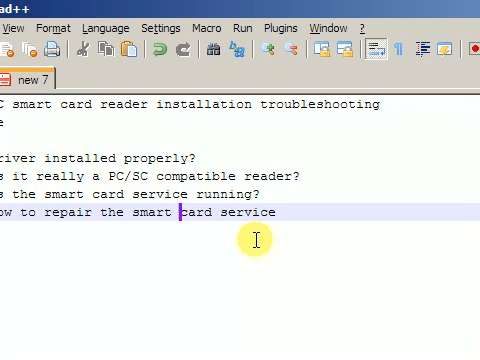 ad++
View Format Language Settings Macro Run Plugins Window ?
new 7
C smart card reader installation troubleshooting
e
river installed properly?
s it really a PC/SC compatible reader?
s the smart card service running?
ow to repair the smart card service